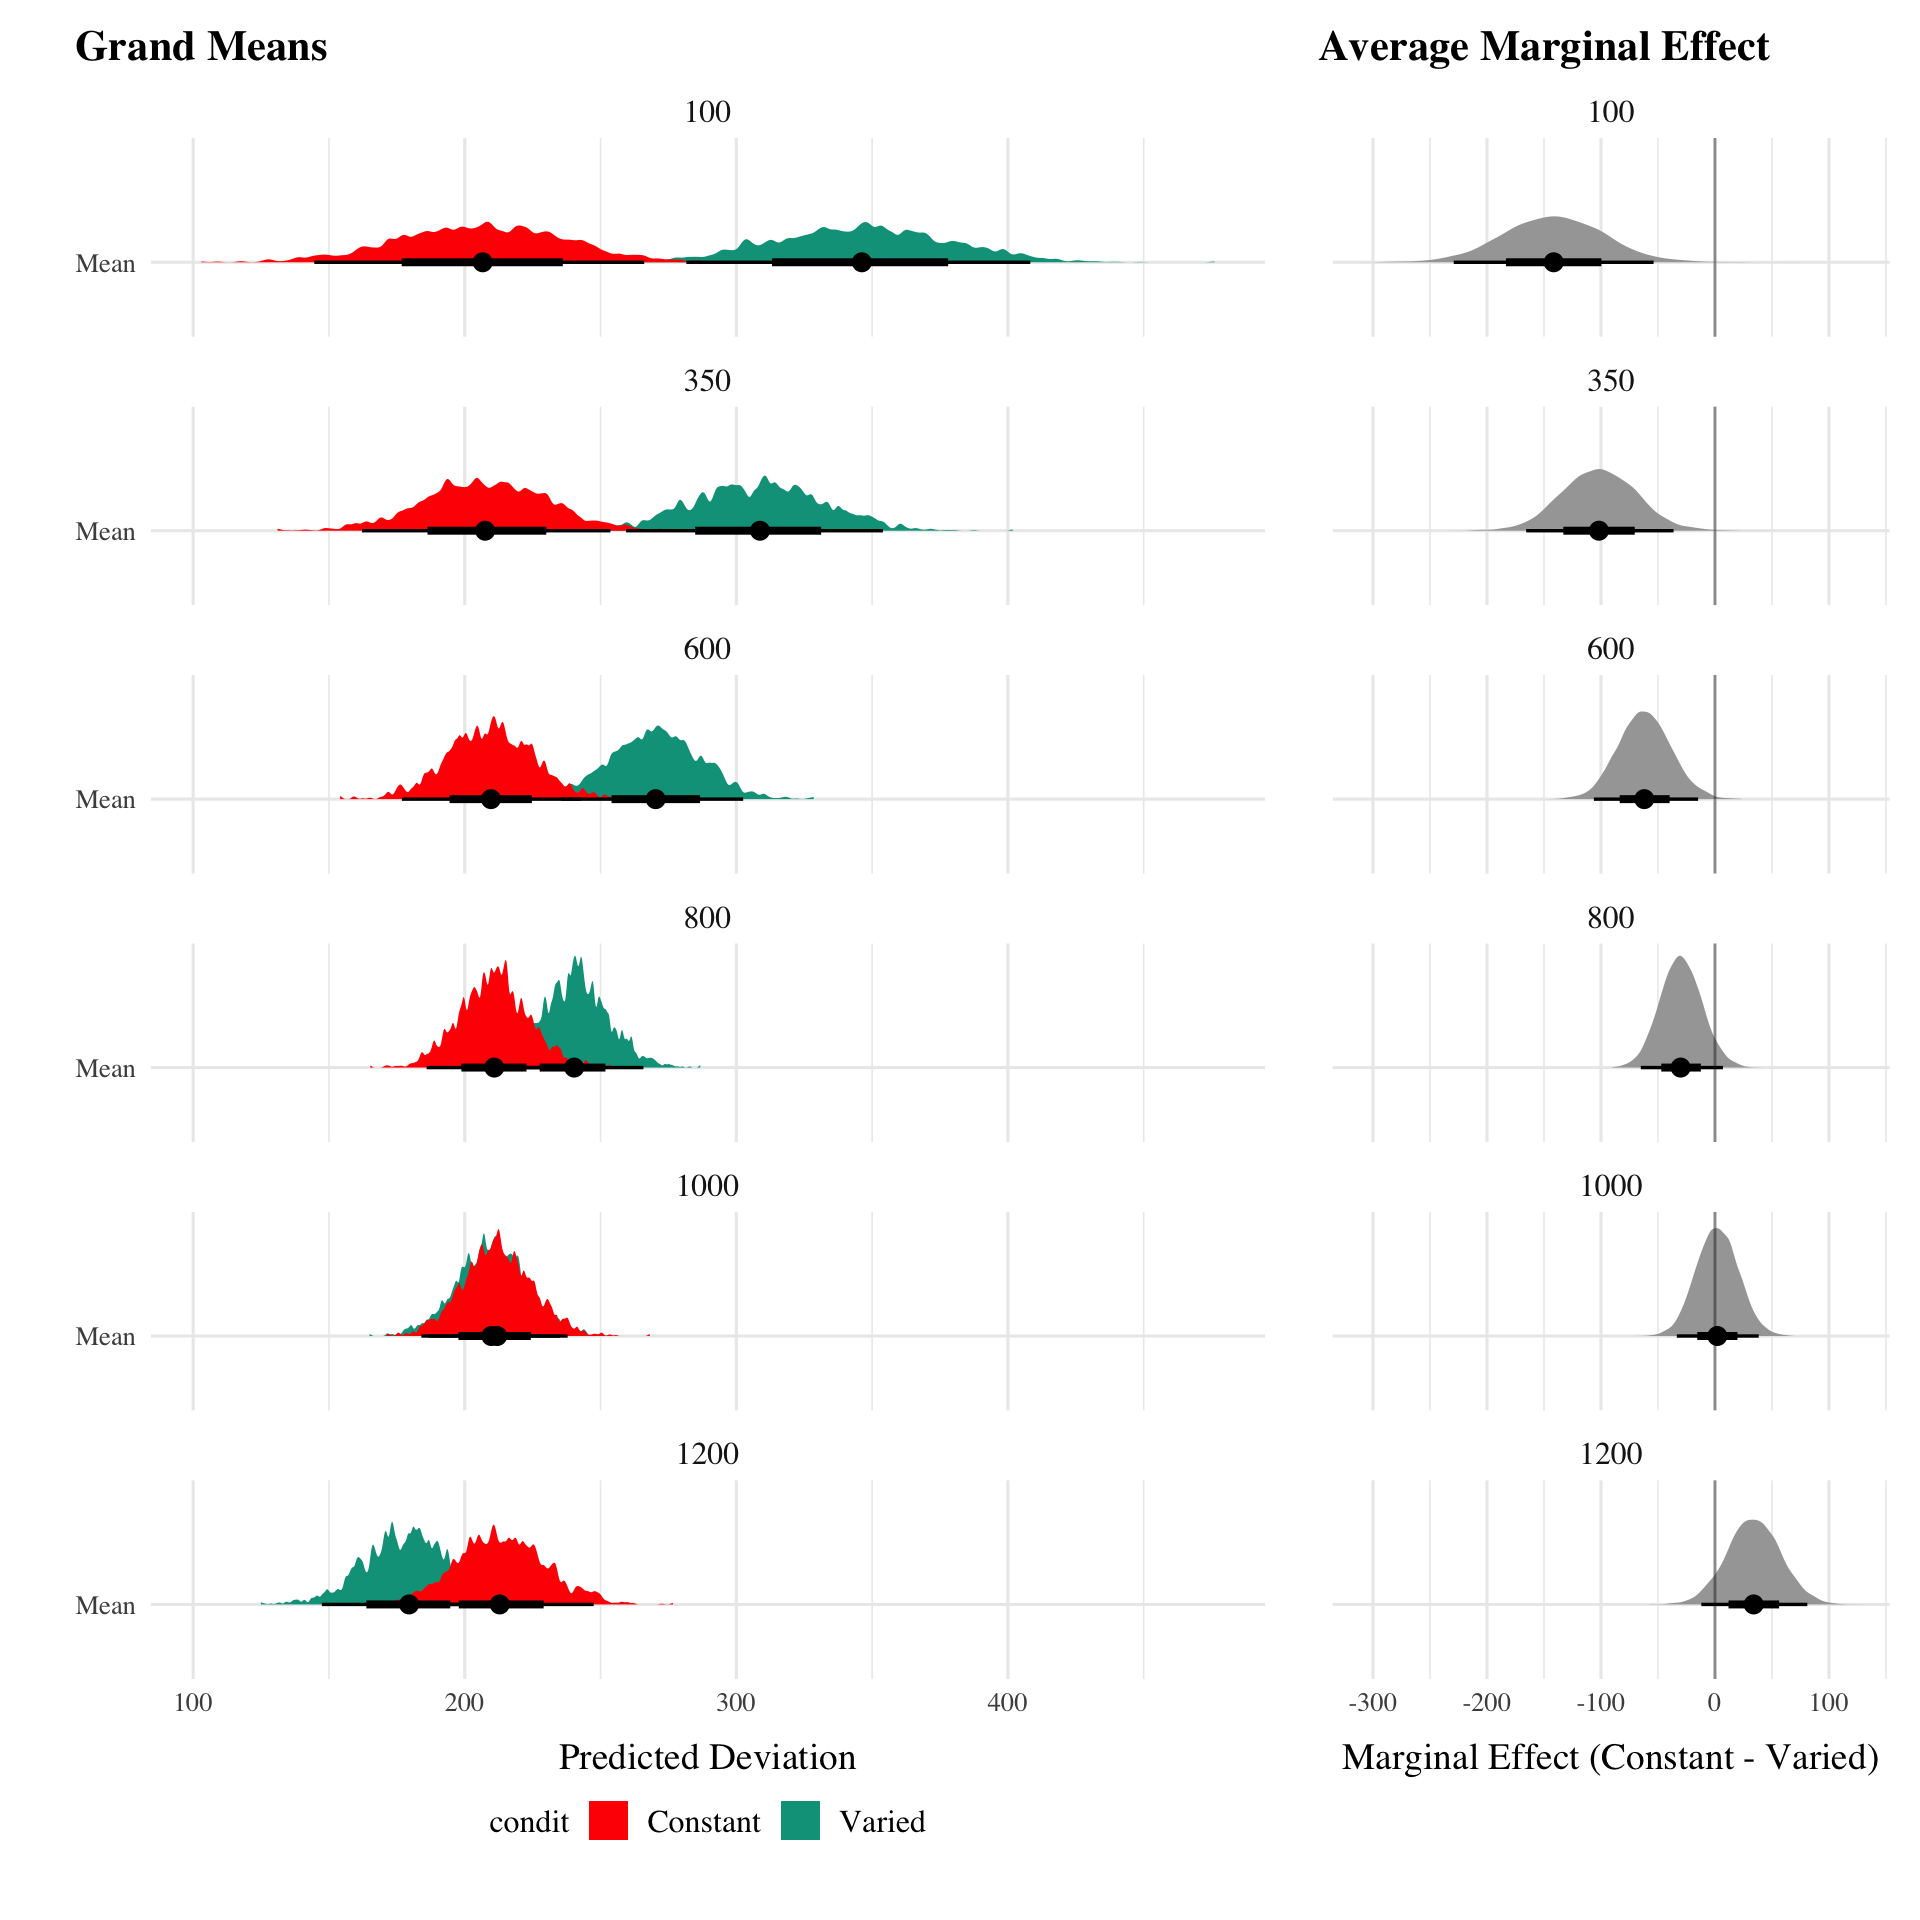 Grand Means
Average Marginal Effect
100
100
Mean
350
350
Mean
600
600
Mean
800
800
Mean
1000
1000
Mean
1200
1200
Mean
100 200 300 400
-300 -200 -100 0 100
Predicted Deviation
Marginal Effect (Constant - Varied)
condit Constant Varied